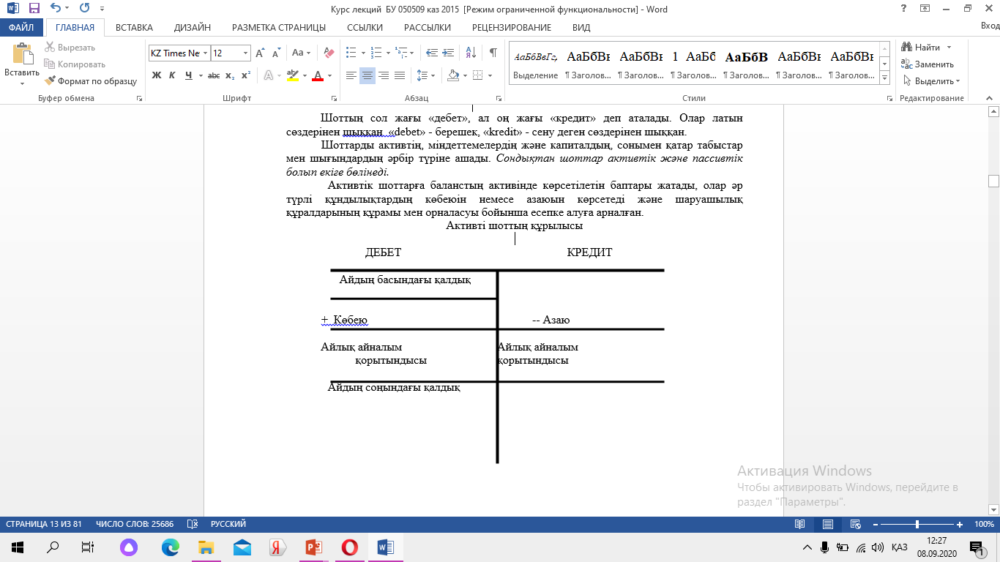 Курс лекций БУ 050509 каз 2015 [Режим ограниченной функциональности] - Word
Вход
ФАЙЛ ГЛАВНАЯ ВСТАВКА ДИЗАЙН РАЗМЕТКА СТРАНИЦЫ ССЫЛКИ РАССЫЛКИ РЕЦЕНЗИРОВАНИЕ ВИД
Вставить
Вырезать
Копировать
Формат по образцу
Буфер обмена
KZ Times Ne 12
Ж К Ч abc x₂ x²
Шрифт
Абзац
АаБбВвГг, АаБбВı АаБбВı 1 АаБб АаБбВ АаБбВı АаБбВı
Выделение ¶ Заголов... ¶ Заголов... ¶ Заголов... ¶ Заголов... ¶ Заголов... ¶ Заголов...
Стили
Найти
Заменить
Выделить
Редактирование
Шоттың сол жағы «дебет», ал оң жағы «кредит» деп аталады. Олар латын
сөздерінен шыққан «debet» - берешек, «kredit» - сену деген сөздерінен шыққан.
Шоттарды активтің, міндеттемелердің және капиталдың, сонымен қатар табыстар
мен шығындардың әрбір түріне ашады. Сондықтан шоттар активтік және пассивтік
болып екіге бөлінеді.
Активтік шоттарға баланстың активінде көрсетілетін баптары жатады, олар әр
түрлі құндылықтардың көбеюін немесе азаюын көрсетеді және шаруашылық
құралдарының құрамы мен орналасуы бойынша есепке алуға арналған.
Активті шоттың құрылысы
ДЕБЕТ КРЕДИТ
Айдың басындағы қалдық
+ Көбею -- Азаю
Айлық айналым Айлық айналым
қорытындысы қорытындысы
Айдың соңындағы қалдық
Активация Windows
Чтобы активировать Windows, перейдите в
раздел "Параметры".
СТРАНИЦА 13 ИЗ 81 ЧИСЛО СЛОВ: 25686 РУССКИЙ 100%
ҚАЗ
12:27
08.09.2020
1